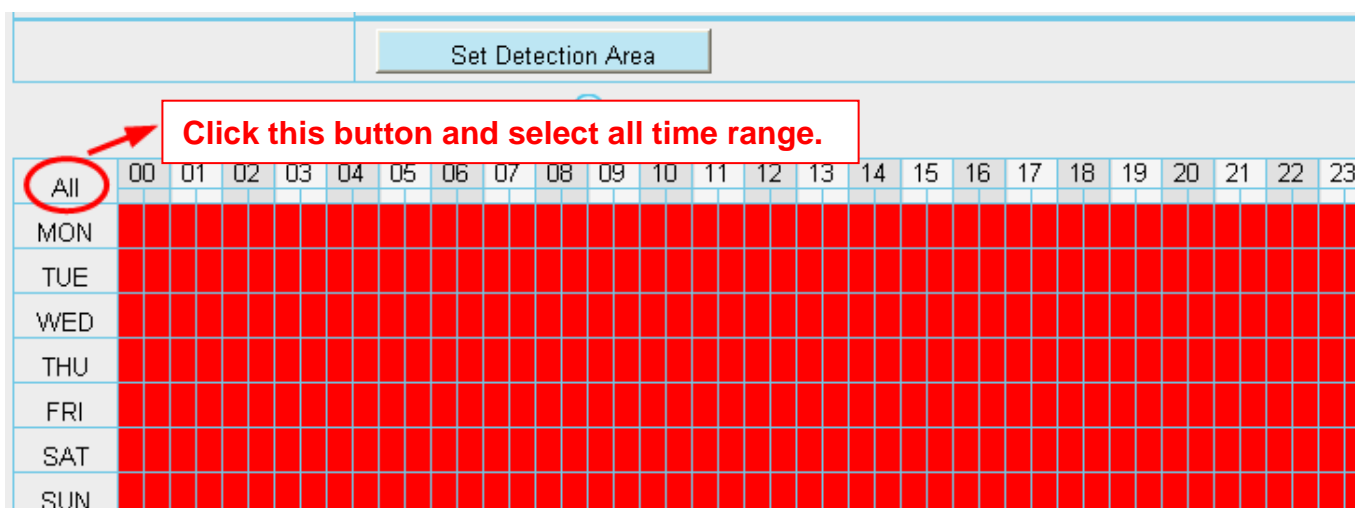 Set Detection Area
Click this button and select all time range.
All 00 01 02 03 04 05 06 07 08 09 10 11 12 13 14 15 16 17 18 19 20 21 22 23
MON
TUE
WED
THU
FRI
SAT
SUN